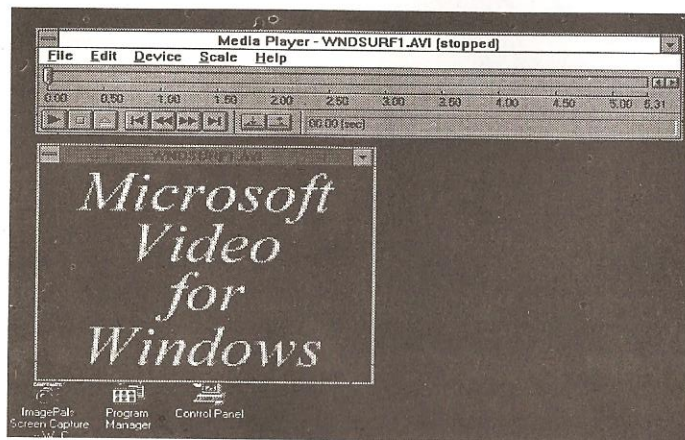 Media Player - WNDSURF1.AVI (stopped)
File Edit Device Scale Help
0.00 0.50 1.00 1.50 2.00 2.50 3.00 3.50 4.00 4.50 5.00 5.31
00.00 (sec)
WNDSURF1.AVI
Microsoft
Video
for
Windows
ImagePals
Screen Capture
Program
Manager
Control Panel